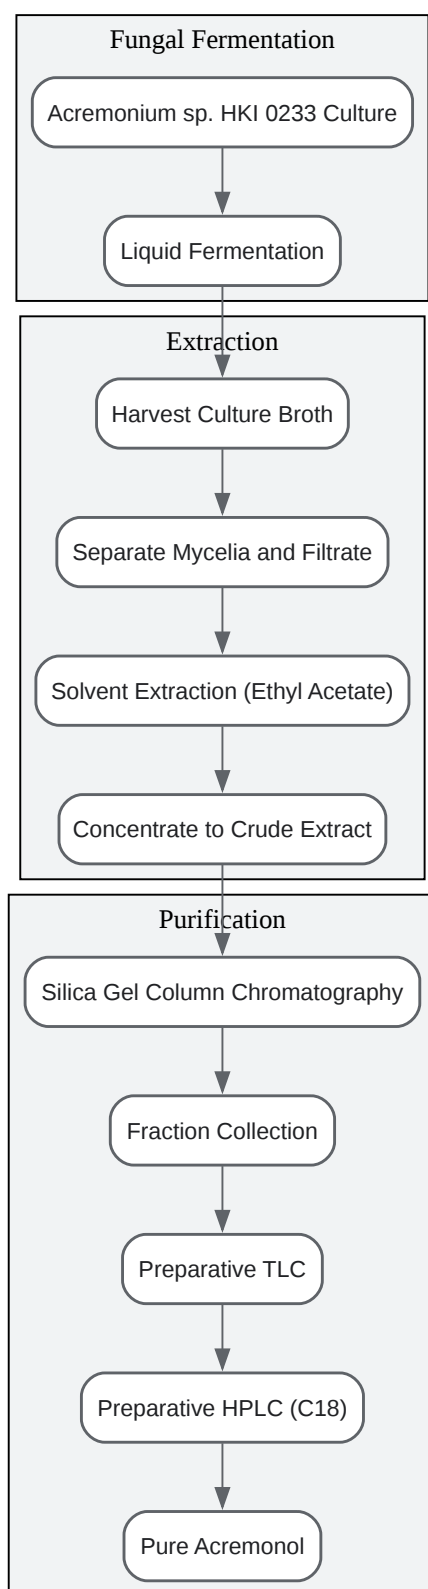 Fungal Fermentation
Acremonium sp. HKI 0233 Culture
Liquid Fermentation
Extraction
Harvest Culture Broth
Separate Mycelia and Filtrate
Solvent Extraction (Ethyl Acetate)
Concentrate to Crude Extract
Purification
Silica Gel Column Chromatography
Fraction Collection
Preparative TLC
Preparative HPLC (C18)
Pure Acremonol